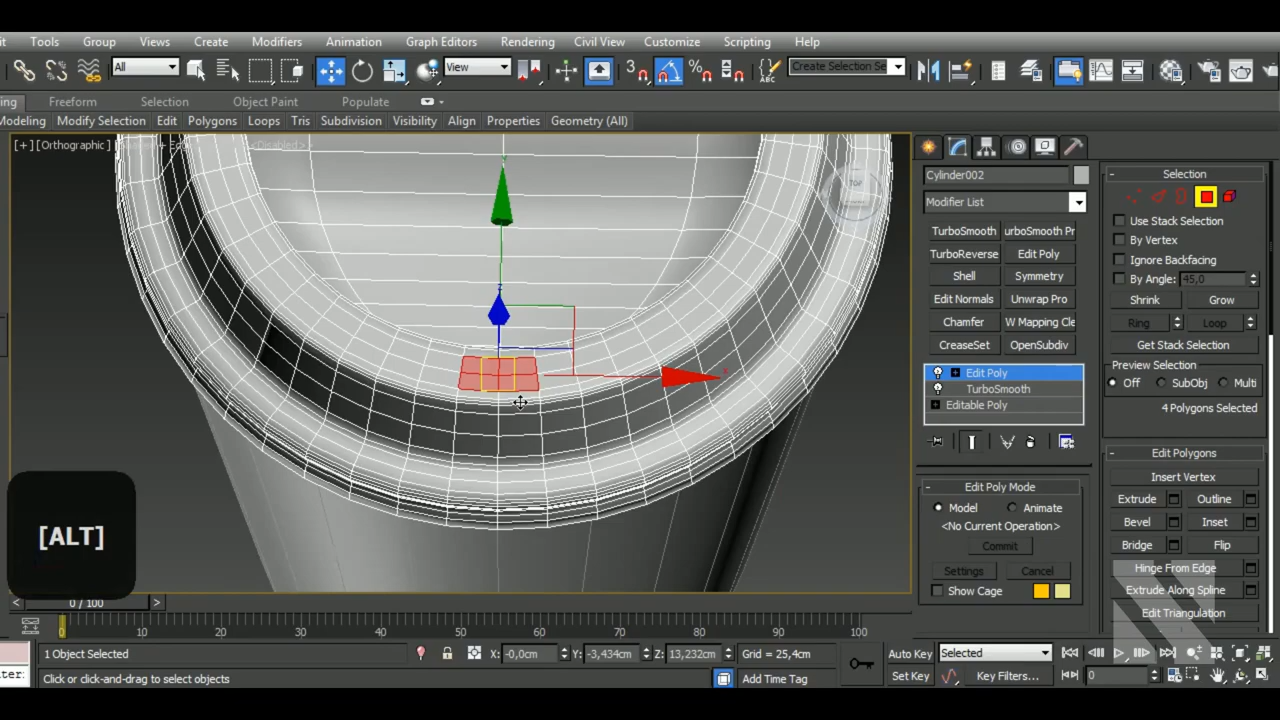 it Tools Group Views Create Modifiers Animation Graph Editors Rendering Civil View Customize Scripting Help
All View 3 Create Selection Se
ing Freeform Selection Object Paint Populate
Modeling Modify Selection Edit Polygons Loops Tris Subdivision Visibility Align Properties Geometry (All)
[+] [Orthographic]
TOP
y
z
x
Cylinder002
Modifier List
TurboSmooth urboSmooth Pr
TurboReverse Edit Poly
Shell Symmetry
Edit Normals Unwrap Pro
Chamfer W Mapping Cle
CreaseSet OpenSubdiv
Edit Poly
TurboSmooth
Editable Poly
- Edit Poly Mode
Model Animate
<No Current Operation>
Commit
Settings Cancel
Show Cage
- Selection
Use Stack Selection
By Vertex
Ignore Backfacing
By Angle: 45,0
Shrink Grow
Ring Loop
Get Stack Selection
Preview Selection
Off SubObj Multi
4 Polygons Selected
- Edit Polygons
Insert Vertex
Extrude Outline
Bevel Inset
Bridge Flip
Hinge From Edge
Extrude Along Spline
Edit Triangulation
[ALT]
< 0 / 100 >
0 10 20 30 40 50 60 70 80 90 100
1 Object Selected X: -0,0cm Y: -3,434cm Z: 13,232cm Grid = 25,4cm Auto Key Selected
ter: Click or click-and-drag to select objects Add Time Tag Set Key Key Filters... 0